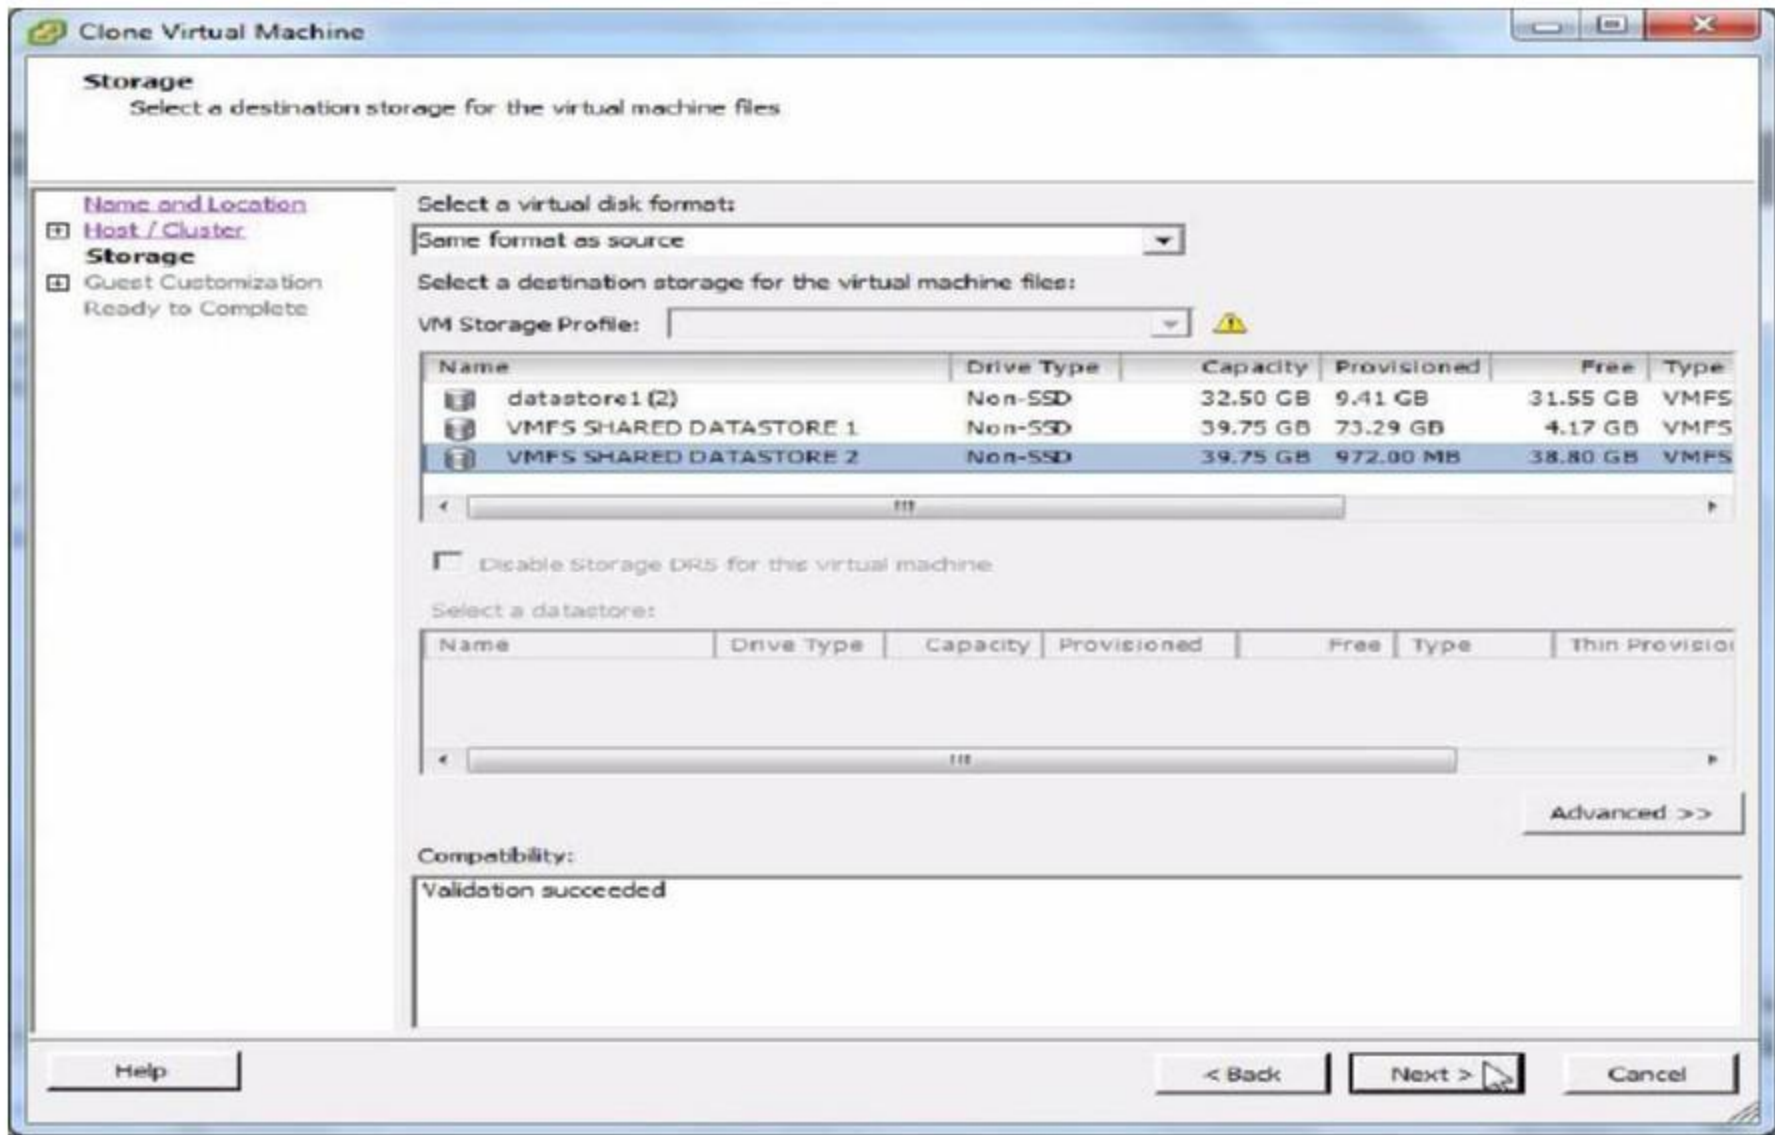 Clone Virtual Machine
Storage
Select a destination storage for the virtual machine files
Name and Location
Host / Cluster
Storage
Guest Customization
Ready to Complete
Select a virtual disk format:
Same format as source
Select a destination storage for the virtual machine files:
VM Storage Profile:
Name Drive Type Capacity Provisioned Free Type
datastore1 (2) Non-SSD 32.50 GB 9.41 GB 31.55 GB VMFS
VMFS SHARED DATASTORE 1 Non-SSD 39.75 GB 73.29 GB 4.17 GB VMFS
VMFS SHARED DATASTORE 2 Non-SSD 39.75 GB 972.00 MB 38.80 GB VMFS
Disable Storage DRS for this virtual machine
Select a datastore:
Name Drive Type Capacity Provisioned Free Type Thin Provisio
Advanced >>
Compatibility:
Validation succeeded
Help < Back Next > Cancel